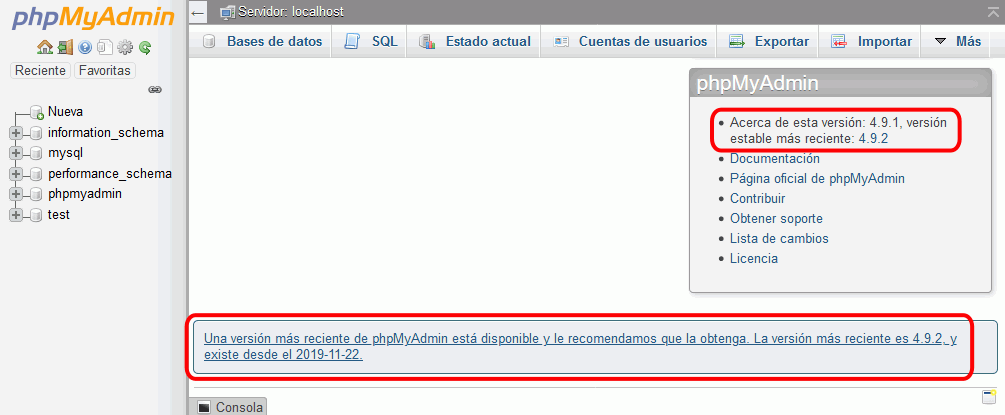 phpMyAdmin
Reciente Favoritas
Nueva
information_schema
mysql
performance_schema
phpmyadmin
test
Servidor: localhost
Bases de datos SQL Estado actual Cuentas de usuarios Exportar Importar Más
phpMyAdmin
Acerca de esta versión: 4.9.1, versión
estable más reciente: 4.9.2
Documentación
Página oficial de phpMyAdmin
Contribuir
Obtener soporte
Lista de cambios
Licencia
Una versión más reciente de phpMyAdmin está disponible y le recomendamos que la obtenga. La versión más reciente es 4.9.2, y
existe desde el 2019-11-22.
Consola